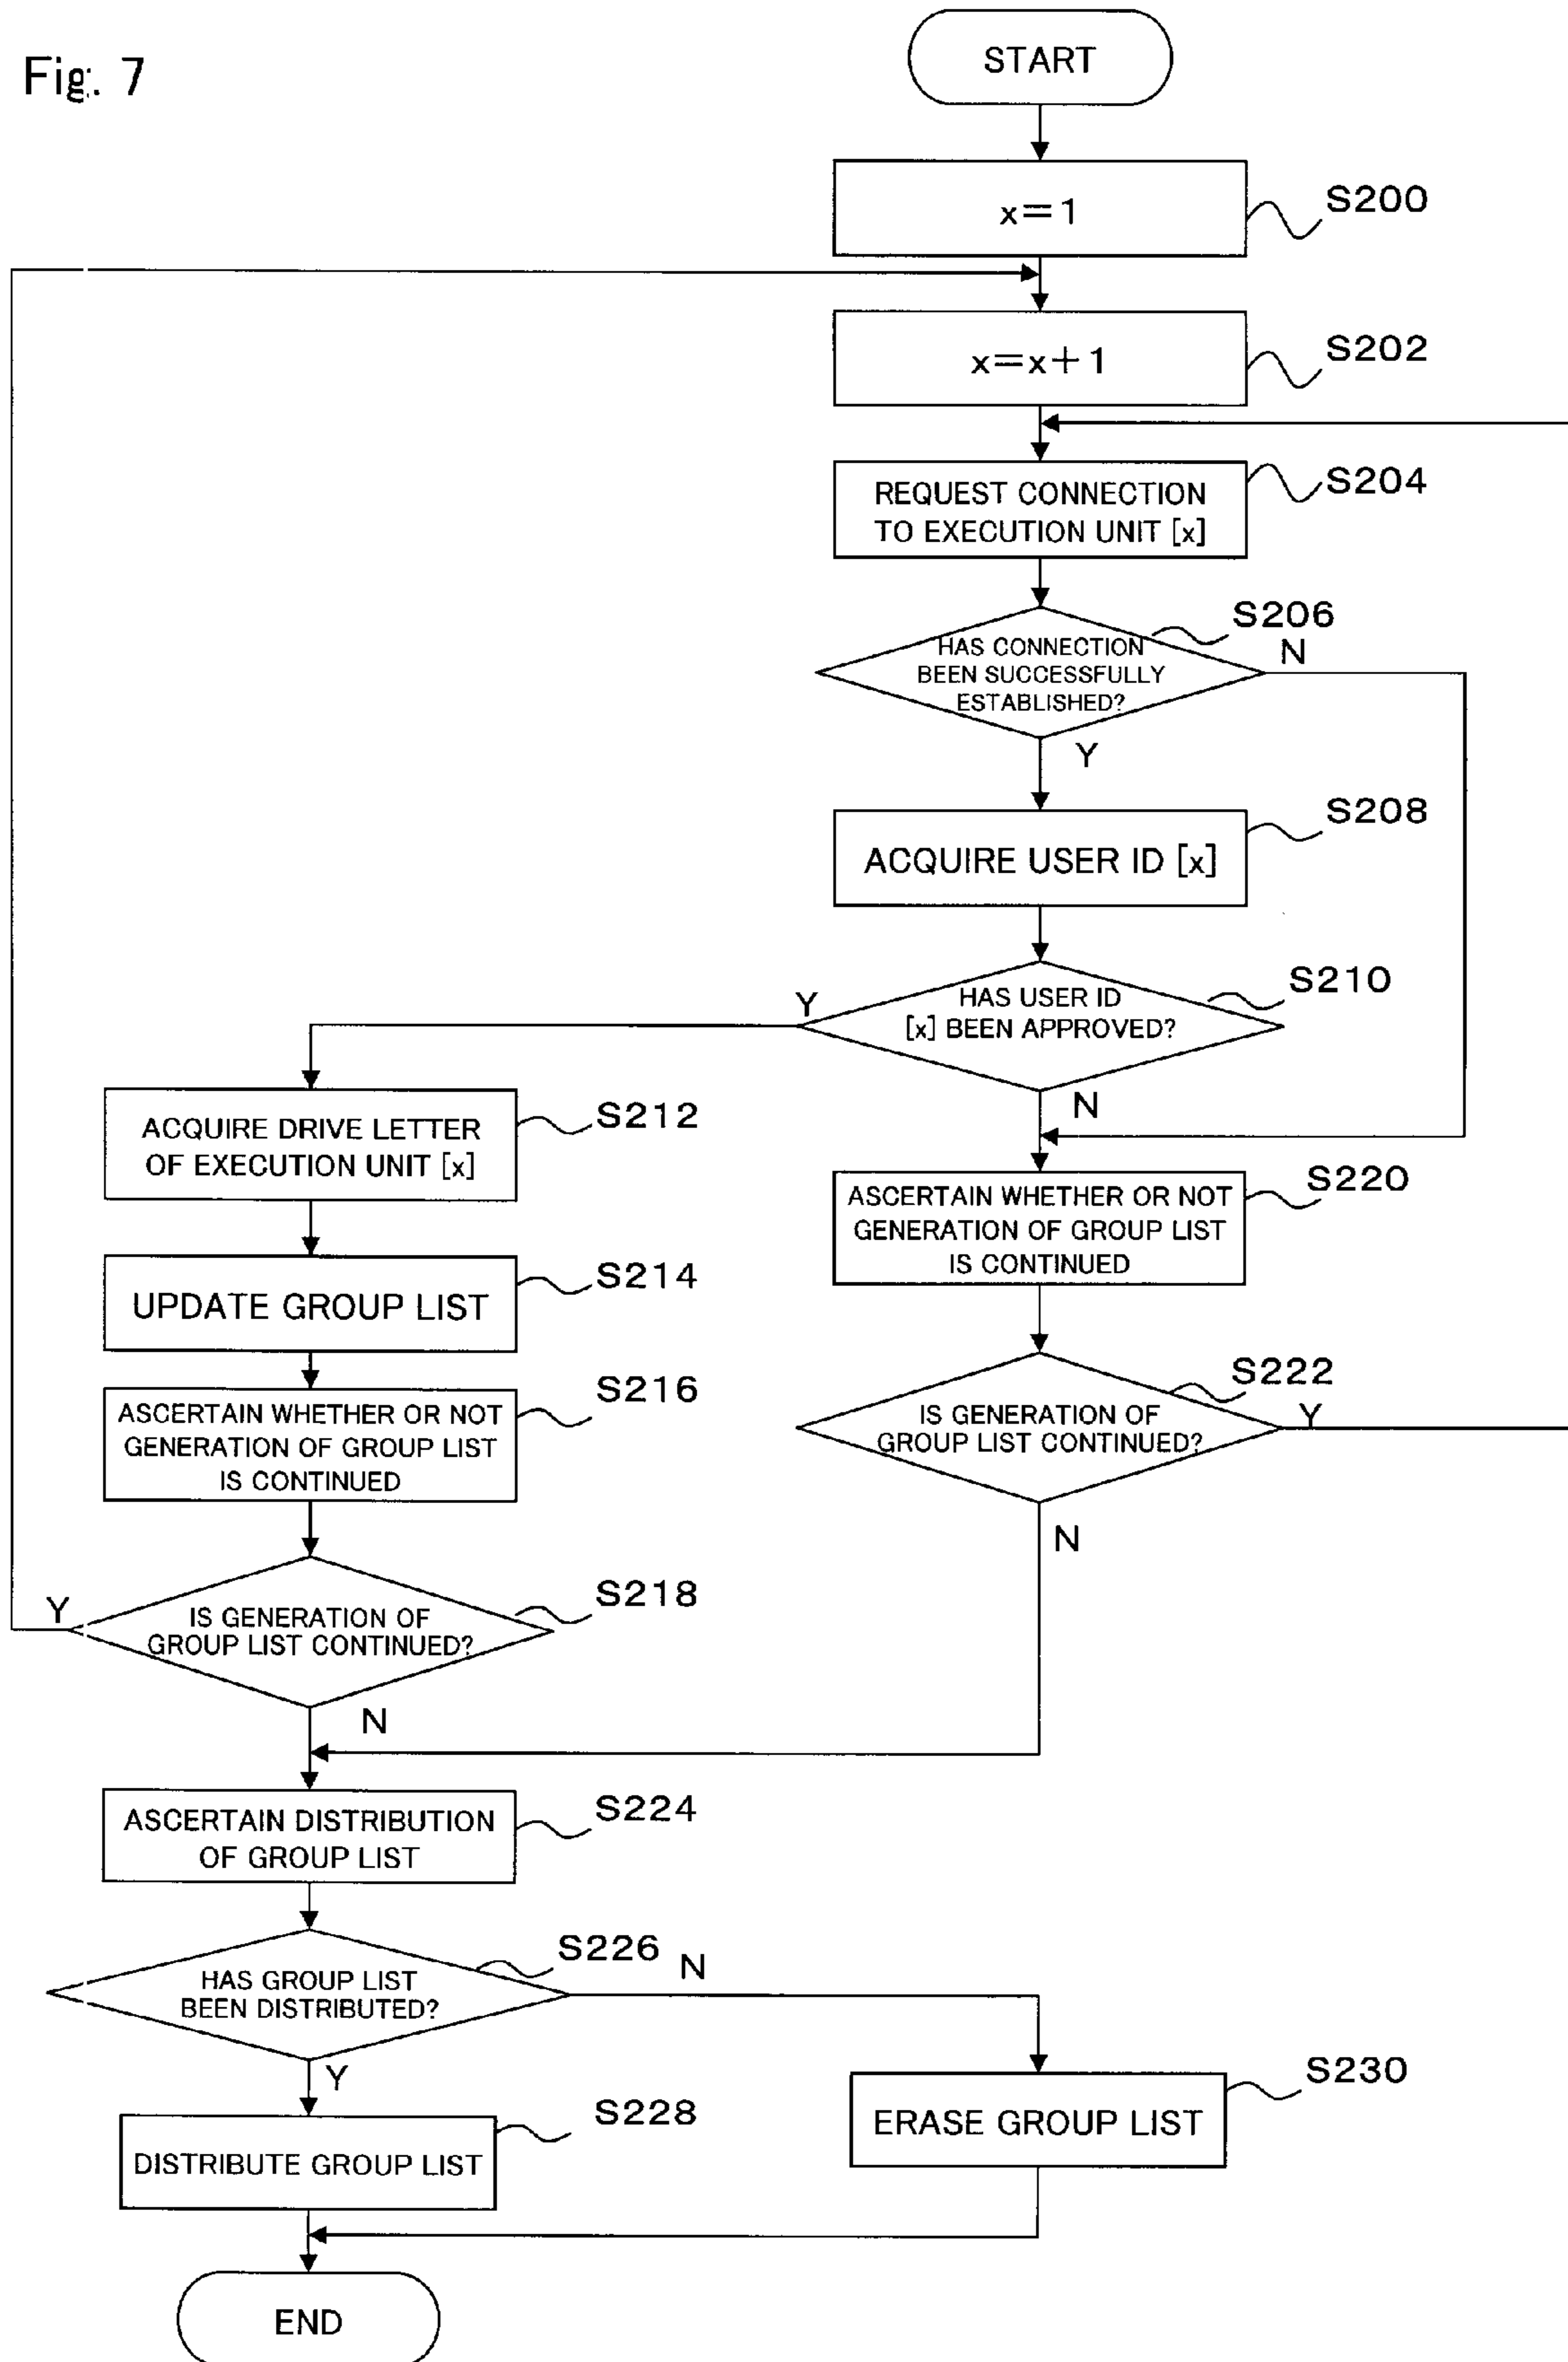 Fig. 7
START
x=1
S200
x=x+1
S202
REQUEST CONNECTION
TO EXECUTION UNIT [x]
S204
HAS CONNECTION
BEEN SUCCESSFULLY
ESTABLISHED?
S206
N
Y
ACQUIRE USER ID [x]
S208
HAS USER ID
[x] BEEN APPROVED?
S210
Y
N
ACQUIRE DRIVE LETTER
OF EXECUTION UNIT [x]
S212
ASCERTAIN WHETHER OR NOT
GENERATION OF GROUP LIST
IS CONTINUED
S220
UPDATE GROUP LIST
S214
ASCERTAIN WHETHER OR NOT
GENERATION OF GROUP LIST
IS CONTINUED
S216
IS GENERATION OF
GROUP LIST CONTINUED?
S222
Y
N
IS GENERATION OF
GROUP LIST CONTINUED?
S218
Y
N
ASCERTAIN DISTRIBUTION
OF GROUP LIST
S224
HAS GROUP LIST
BEEN DISTRIBUTED?
S226
N
Y
DISTRIBUTE GROUP LIST
S228
ERASE GROUP LIST
S230
END